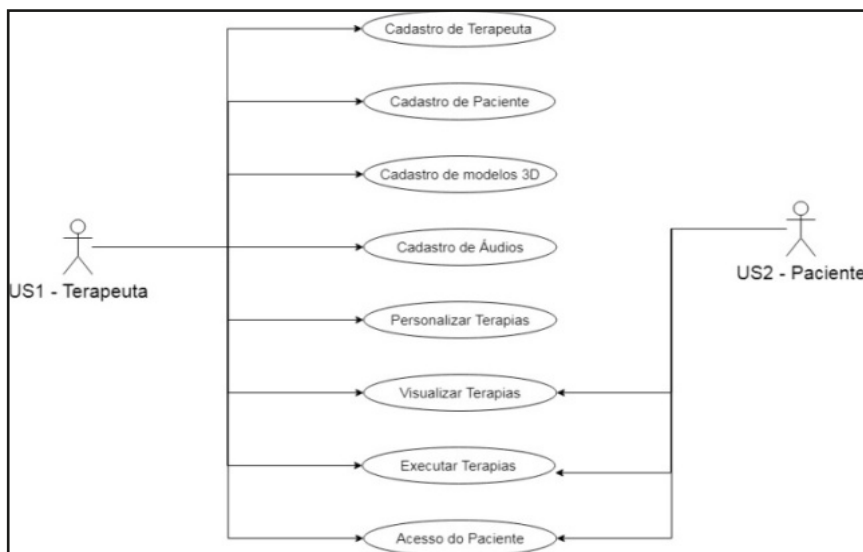 Cadastro de Terapeuta
Cadastro de Paciente
Cadastro de modelos 3D
Cadastro de Áudios
US1 - Terapeuta
US2 - Paciente
Personalizar Terapias
Visualizar Terapias
Executar Terapias
Acesso do Paciente